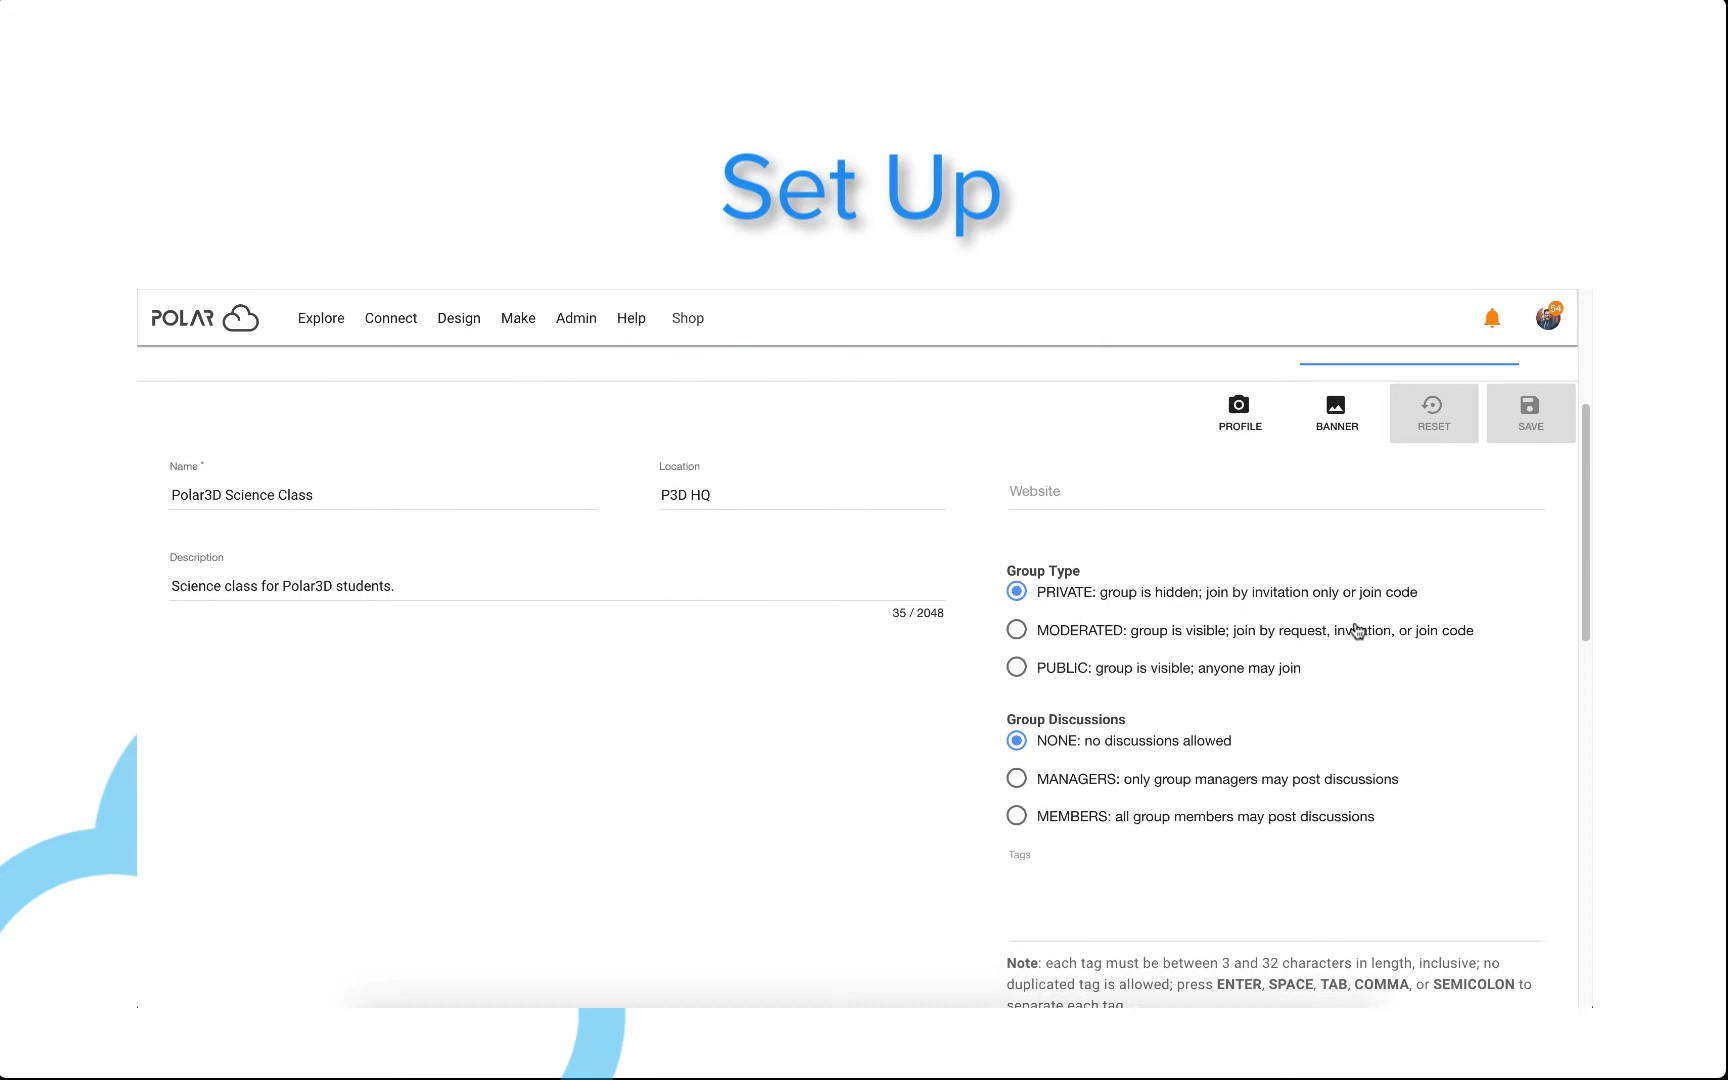 Set Up
POLAR
Explore Connect Design Make Admin Help Shop
54
PROFILE BANNER RESET SAVE
Name *
Polar3D Science Class
Location
P3D HQ
Website
Description
Science class for Polar3D students.
35 / 2048
Group Type
PRIVATE: group is hidden; join by invitation only or join code
MODERATED: group is visible; join by request, invitation, or join code
PUBLIC: group is visible; anyone may join
Group Discussions
NONE: no discussions allowed
MANAGERS: only group managers may post discussions
MEMBERS: all group members may post discussions
Tags
Note: each tag must be between 3 and 32 characters in length, inclusive; no
duplicated tag is allowed; press ENTER, SPACE, TAB, COMMA, or SEMICOLON to
separate each tag